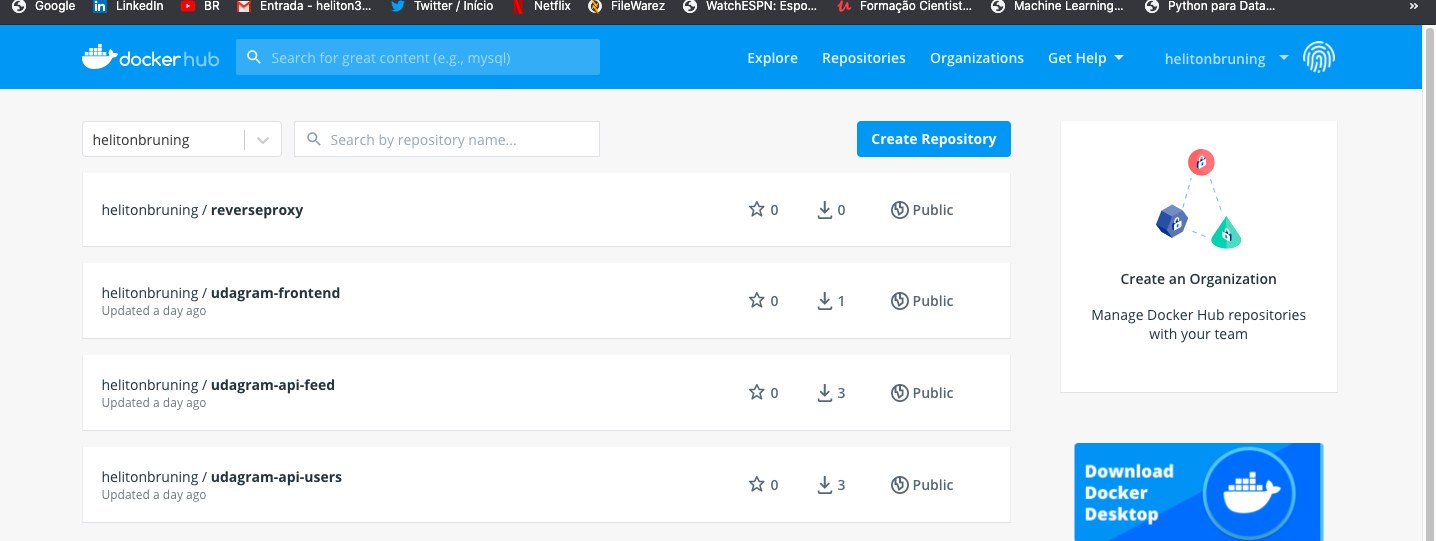 Google LinkedIn BR Entrada - heliton3... Twitter / Início Netflix FileWarez WatchESPN: Espo... Formação Cientist... Machine Learning... Python para Data... »
docker hub Search for great content (e.g., mysql) Explore Repositories Organizations Get Help helitonbruning
helitonbruning Search by repository name... Create Repository
helitonbruning / reverseproxy 0 0 Public
helitonbruning / udagram-frontend 0 1 Public
Updated a day ago
helitonbruning / udagram-api-feed 0 3 Public
Updated a day ago
helitonbruning / udagram-api-users 0 3 Public
Updated a day ago
Create an Organization
Manage Docker Hub repositories
with your team
Download
Docker
Desktop